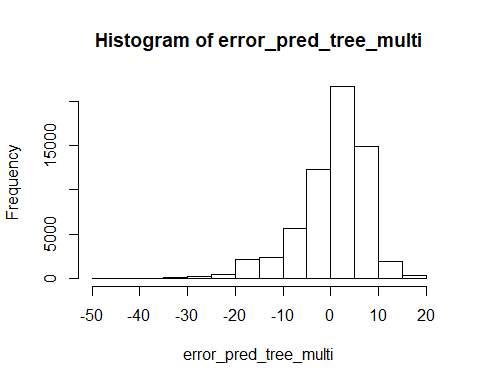 Histogram of error_pred_tree_multi
Frequency
15000
5000
0
-50 -40 -30 -20 -10 0 10 20
error_pred_tree_multi